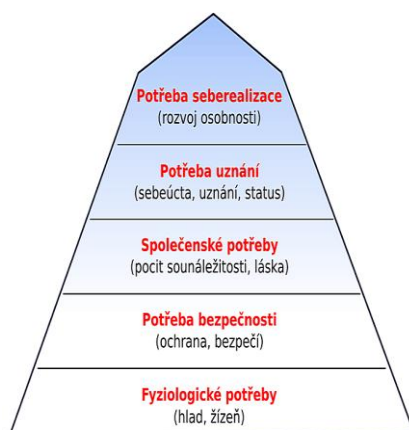 Potřeba seberealizace
(rozvoj osobnosti)
Potřeba uznání
(sebeúcta, uznání, status)
Společenské potřeby
(pocit sounáležitosti, láska)
Potřeba bezpečnosti
(ochrana, bezpečí)
Fyziologické potřeby
(hlad, žízeň)